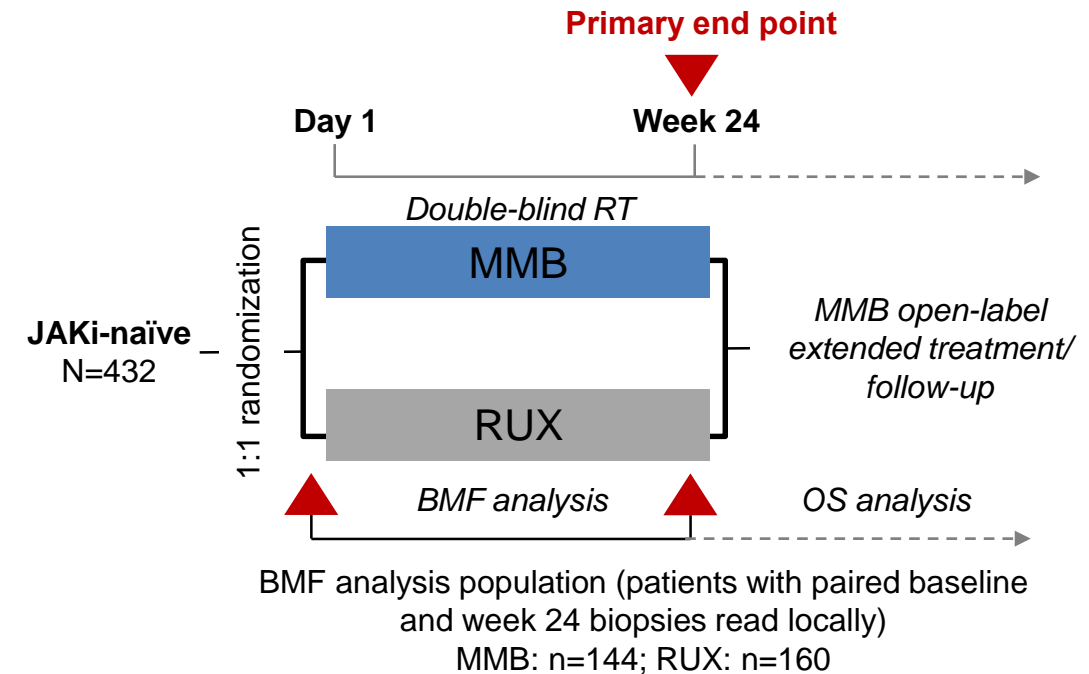 Primary end point
Day 1
Week 24
Double-blind RT
MMB
1:1 randomization
JAKi-naïve
N=432
MMB open-label
extended treatment/
follow-up
RUX
BMF analysis
OS analysis
BMF analysis population (patients with paired baseline
and week 24 biopsies read locally)
MMB: n=144; RUX: n=160